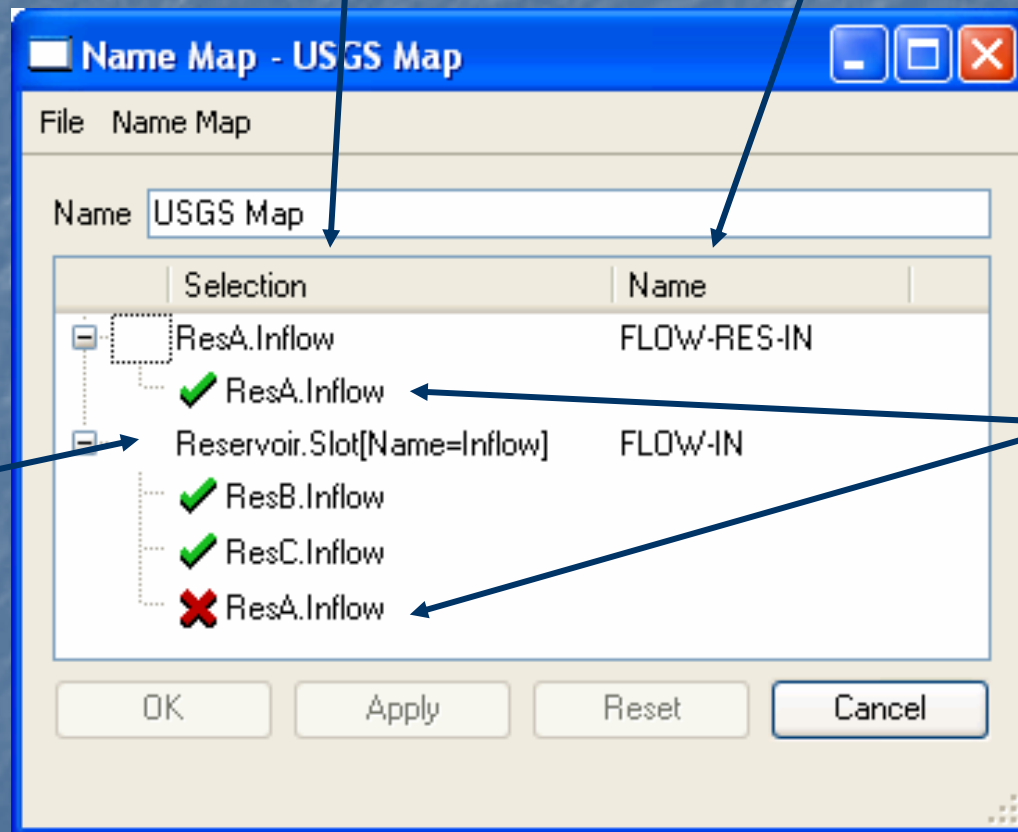 Name Map - USGS Map
File Name Map
Name USGS Map
Selection Name
ResA.Inflow FLOW-RES-IN
ResA.Inflow
Reservoir.Slot[Name=Inflow] FLOW-IN
ResB.Inflow
ResC.Inflow
ResA.Inflow
OK Apply Reset Cancel